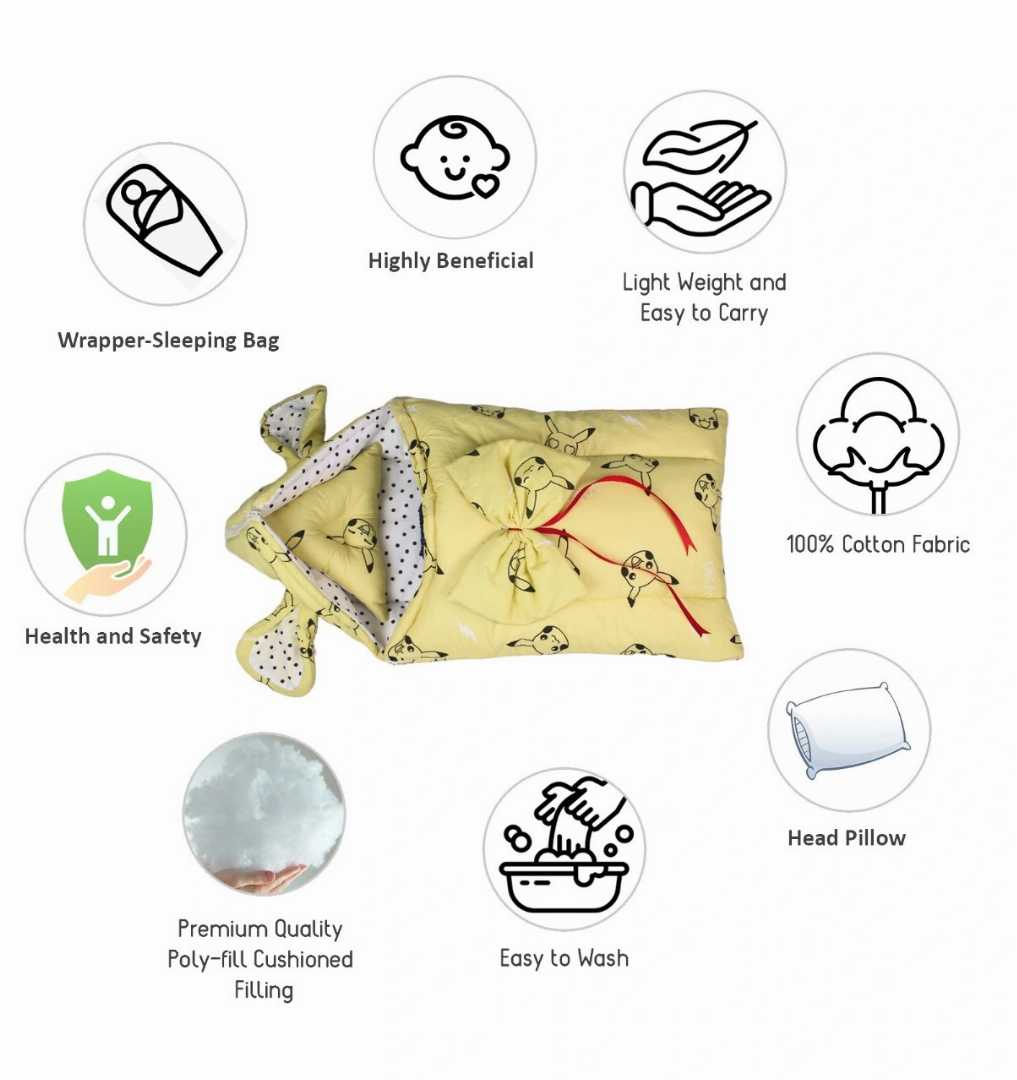 Highly Beneficial
Light Weight and
Easy to Carry
Wrapper-Sleeping Bag
100% Cotton Fabric
Health and Safety
Head Pillow
Premium Quality
Poly-fill Cushioned
Filling
Easy to Wash